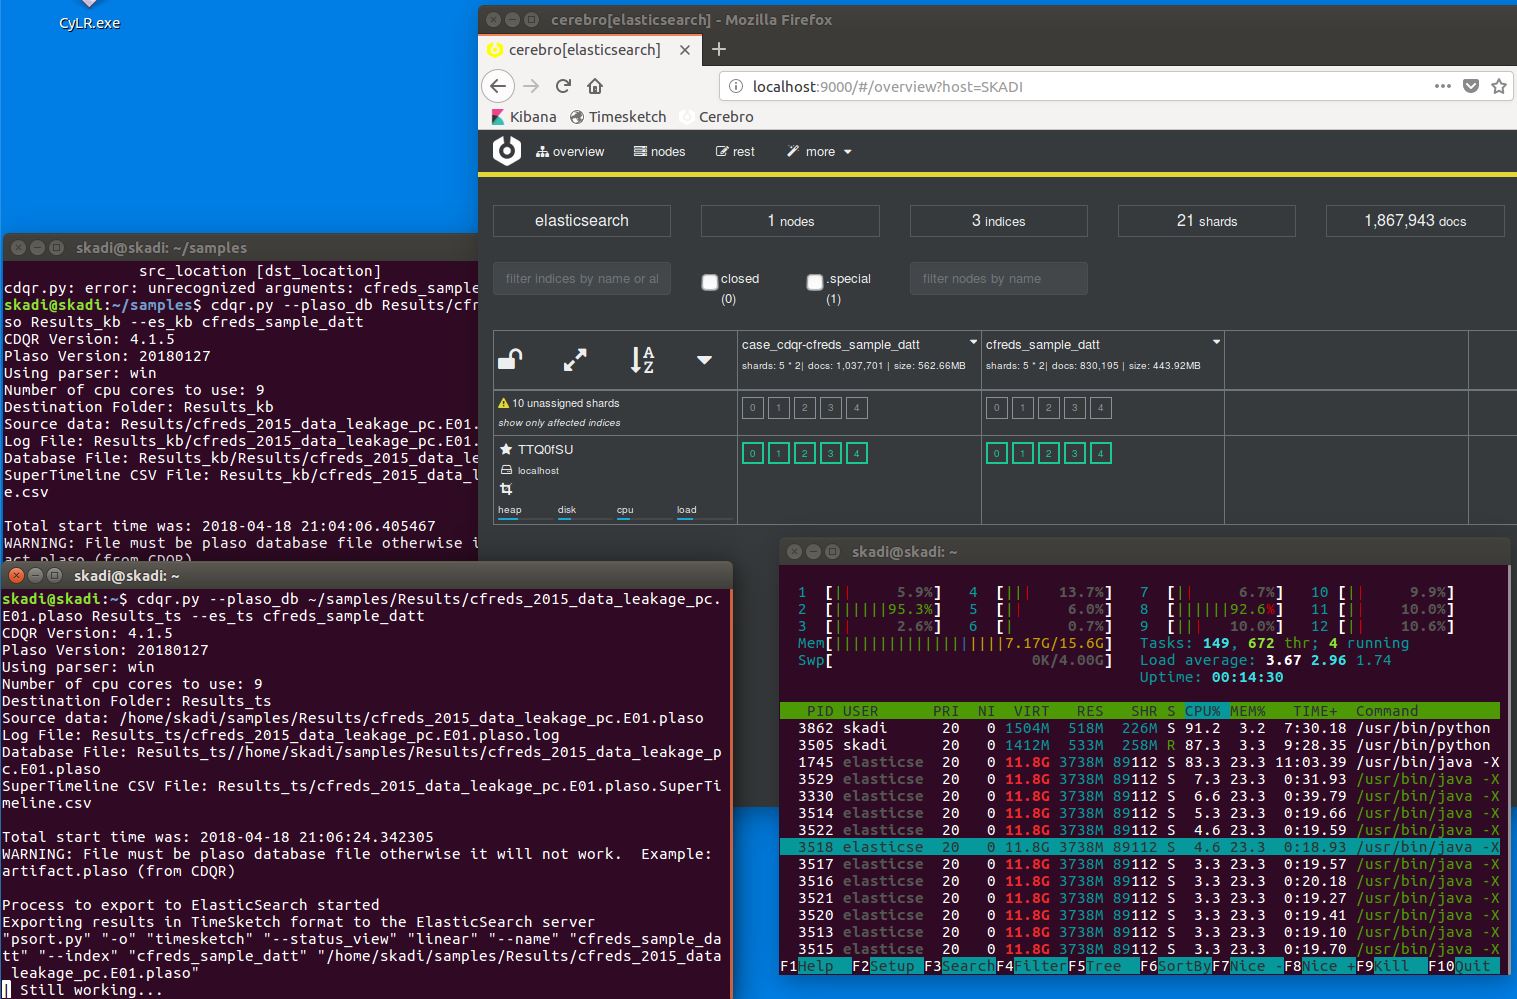 CyLR.exe
cerebro[elasticsearch] - Mozilla Firefox
cerebro[elasticsearch]
localhost:9000/#/overview?host=SKADI
Kibana Timesketch Cerebro
overview nodes rest more
elasticsearch 1 nodes 3 indices 21 shards 1,867,943 docs
filter indices by name or al closed (0) .special (1) filter nodes by name
case_cdqr-cfreds_sample_datt
shards: 5 * 2| docs: 1,037,701 | size: 562.66MB
cfreds_sample_datt
shards: 5 * 2| docs: 830,195 | size: 443.92MB
10 unassigned shards
show only affected indices
0 1 2 3 4 0 1 2 3 4
TTQ0fSU
localhost
0 1 2 3 4 0 1 2 3 4
heap disk cpu load
skadi@skadi: ~/samples
src_location [dst_location]
cdqr.py: error: unrecognized arguments: cfreds_sample
skadi@skadi:~/samples$ cdqr.py --plaso_db Results/cfr
so Results_kb --es_kb cfreds_sample_datt
CDQR Version: 4.1.5
Plaso Version: 20180127
Using parser: win
Number of cpu cores to use: 9
Destination Folder: Results_kb
Source data: Results/cfreds_2015_data_leakage_pc.E01.
Log File: Results_kb/cfreds_2015_data_leakage_pc.E01.
Database File: Results_kb/Results/cfreds_2015_data_le
SuperTimeline CSV File: Results_kb/cfreds_2015_data_l
e.csv
Total start time was: 2018-04-18 21:04:06.405467
WARNING: File must be plaso database file otherwise i
act.plaso (from CDQR)
skadi@skadi: ~
skadi@skadi:~$ cdqr.py --plaso_db ~/samples/Results/cfreds_2015_data_leakage_pc.
E01.plaso Results_ts --es_ts cfreds_sample_datt
CDQR Version: 4.1.5
Plaso Version: 20180127
Using parser: win
Number of cpu cores to use: 9
Destination Folder: Results_ts
Source data: /home/skadi/samples/Results/cfreds_2015_data_leakage_pc.E01.plaso
Log File: Results_ts/cfreds_2015_data_leakage_pc.E01.plaso.log
Database File: Results_ts//home/skadi/samples/Results/cfreds_2015_data_leakage_p
c.E01.plaso
SuperTimeline CSV File: Results_ts/cfreds_2015_data_leakage_pc.E01.plaso.SuperTi
meline.csv
Total start time was: 2018-04-18 21:06:24.342305
WARNING: File must be plaso database file otherwise it will not work.  Example:
artifact.plaso (from CDQR)
Process to export to ElasticSearch started
Exporting results in TimeSketch format to the ElasticSearch server
"psort.py" "-o" "timesketch" "--status_view" "linear" "--name" "cfreds_sample_da
tt" "--index" "cfreds_sample_datt" "/home/skadi/samples/Results/cfreds_2015_data
_leakage_pc.E01.plaso"
| Still working...
skadi@skadi: ~
1 [|| 5.9%] 4 [||| 13.7%] 7 [|| 6.7%] 10 [|| 9.9%]
2 [||||||95.3%] 5 [|| 6.0%] 8 [||||||92.6%] 11 [|| 10.0%]
3 [|| 2.6%] 6 [| 0.7%] 9 [||| 10.0%] 12 [|| 10.6%]
Mem[|||||||||||||||||||7.17G/15.6G] Tasks: 149, 672 thr; 4 running
Swp[ 0K/4.00G] Load average: 3.67 2.96 1.74
Uptime: 00:14:30
PID USER PRI NI VIRT RES SHR S CPU% MEM% TIME+ Command
3862 skadi 20 0 1504M 518M 226M S 91.2 3.2 7:30.18 /usr/bin/python
3505 skadi 20 0 1412M 533M 258M R 87.3 3.3 9:28.35 /usr/bin/python
1745 elasticse 20 0 11.8G 3738M 89112 S 83.3 23.3 11:03.39 /usr/bin/java -X
3529 elasticse 20 0 11.8G 3738M 89112 S 7.3 23.3 0:31.93 /usr/bin/java -X
3330 elasticse 20 0 11.8G 3738M 89112 S 6.6 23.3 0:39.79 /usr/bin/java -X
3514 elasticse 20 0 11.8G 3738M 89112 S 5.3 23.3 0:19.66 /usr/bin/java -X
3522 elasticse 20 0 11.8G 3738M 89112 S 4.6 23.3 0:19.59 /usr/bin/java -X
3518 elasticse 20 0 11.8G 3738M 89112 S 4.6 23.3 0:18.93 /usr/bin/java -X
3517 elasticse 20 0 11.8G 3738M 89112 S 3.3 23.3 0:19.57 /usr/bin/java -X
3516 elasticse 20 0 11.8G 3738M 89112 S 3.3 23.3 0:20.18 /usr/bin/java -X
3521 elasticse 20 0 11.8G 3738M 89112 S 3.3 23.3 0:19.27 /usr/bin/java -X
3520 elasticse 20 0 11.8G 3738M 89112 S 3.3 23.3 0:19.41 /usr/bin/java -X
3513 elasticse 20 0 11.8G 3738M 89112 S 3.3 23.3 0:19.10 /usr/bin/java -X
3515 elasticse 20 0 11.8G 3738M 89112 S 3.3 23.3 0:19.70 /usr/bin/java -X
F1Help F2Setup F3SearchF4FilterF5Tree F6SortByF7Nice -F8Nice +F9Kill F10Quit